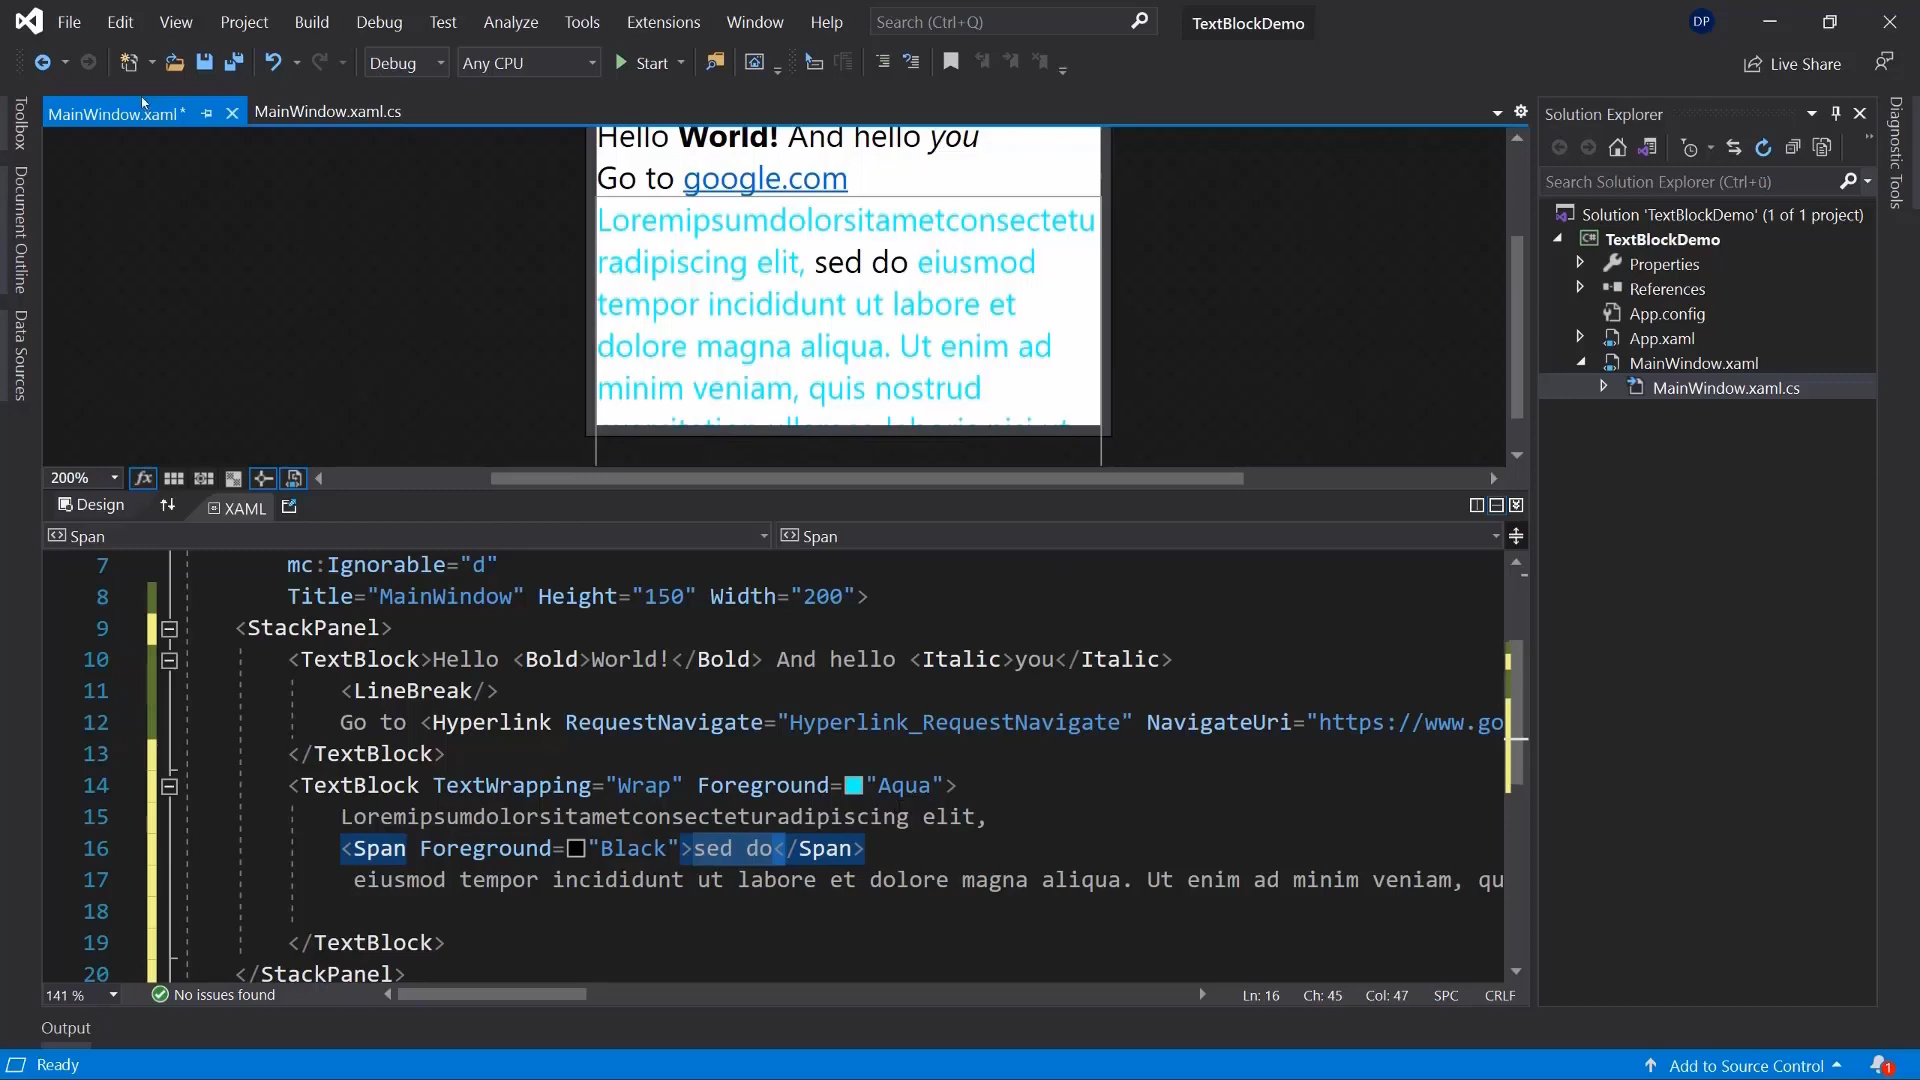 File Edit View Project Build Debug Test Analyze Tools Extensions Window Help Search (Ctrl+Q) TextBlockDemo DP
Debug Any CPU Start Live Share
Toolbox
Document Outline
Data Sources
MainWindow.xaml* MainWindow.xaml.cs
Hello World! And hello you
Go to google.com
Loremipsumdolorsitametconsectetu
radipiscing elit, sed do eiusmod
tempor incididunt ut labore et
dolore magna aliqua. Ut enim ad
minim veniam, quis nostrud
200% fx
Design XAML
Span Span
7 mc:Ignorable="d"
8 Title="MainWindow" Height="150" Width="200">
9 <StackPanel>
10 <TextBlock>Hello <Bold>World!</Bold> And hello <Italic>you</Italic>
11 <LineBreak/>
12 Go to <Hyperlink RequestNavigate="Hyperlink_RequestNavigate" NavigateUri="https://www.go
13 </TextBlock>
14 <TextBlock TextWrapping="Wrap" Foreground="Aqua">
15 Loremipsumdolorsitametconsecteturadipiscing elit,
16 <Span Foreground="Black">sed do</Span>
17 eiusmod tempor incididunt ut labore et dolore magna aliqua. Ut enim ad minim veniam, qu
18
19 </TextBlock>
20 </StackPanel>
141 % No issues found Ln: 16 Ch: 45 Col: 47 SPC CRLF
Output
Ready Add to Source Control 1
Solution Explorer
Search Solution Explorer (Ctrl+ü)
Solution 'TextBlockDemo' (1 of 1 project)
C# TextBlockDemo
Properties
References
App.config
App.xaml
MainWindow.xaml
MainWindow.xaml.cs
Diagnostic Tools